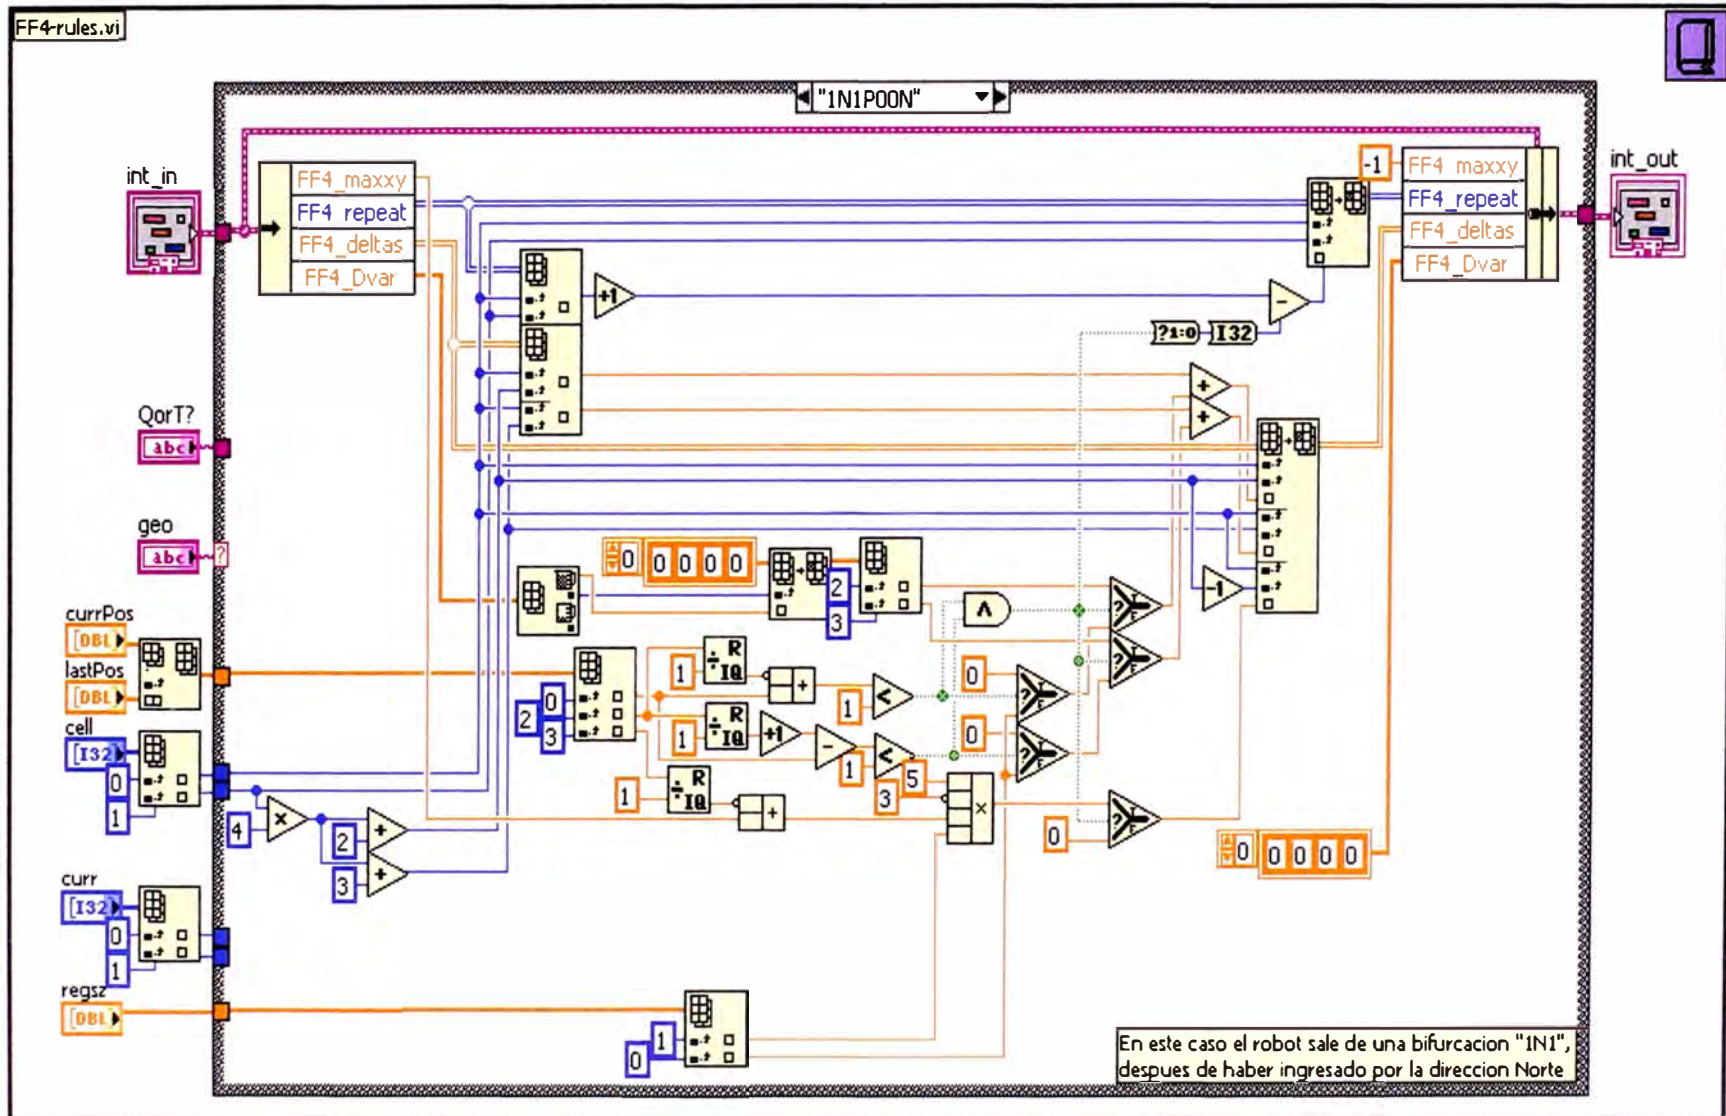 FF4-rules.vi
"1N1P00N"
int_in
FF4_maxxy
FF4_repeat
FF4_deltas
FF4_Dvar
-1
FF4_maxxy
FF4_repeat
FF4_deltas
FF4_Dvar
int_out
+1
-
?1:0
I32
+
+
QorT?
abc
geo
abc
?
0
0 0 0 0
2
3
-1
currPos
[DBL]
lastPos
[DBL]
cell
[I32]
0
1
4
x
2
+
3
+
0
2
3
1
R
IQ
+
1
<
1
R
IQ
+1
-
1
<
1
R
IQ
+
5
3
x
0
0
0
?
T
F
?
T
F
?
T
F
?
T
F
?
T
F
0
0 0 0 0
curr
[I32]
0
1
regsz
[DBL]
1
0
En este caso el robot sale de una bifurcacion "1N1",
despues de haber ingresado por la direccion Norte